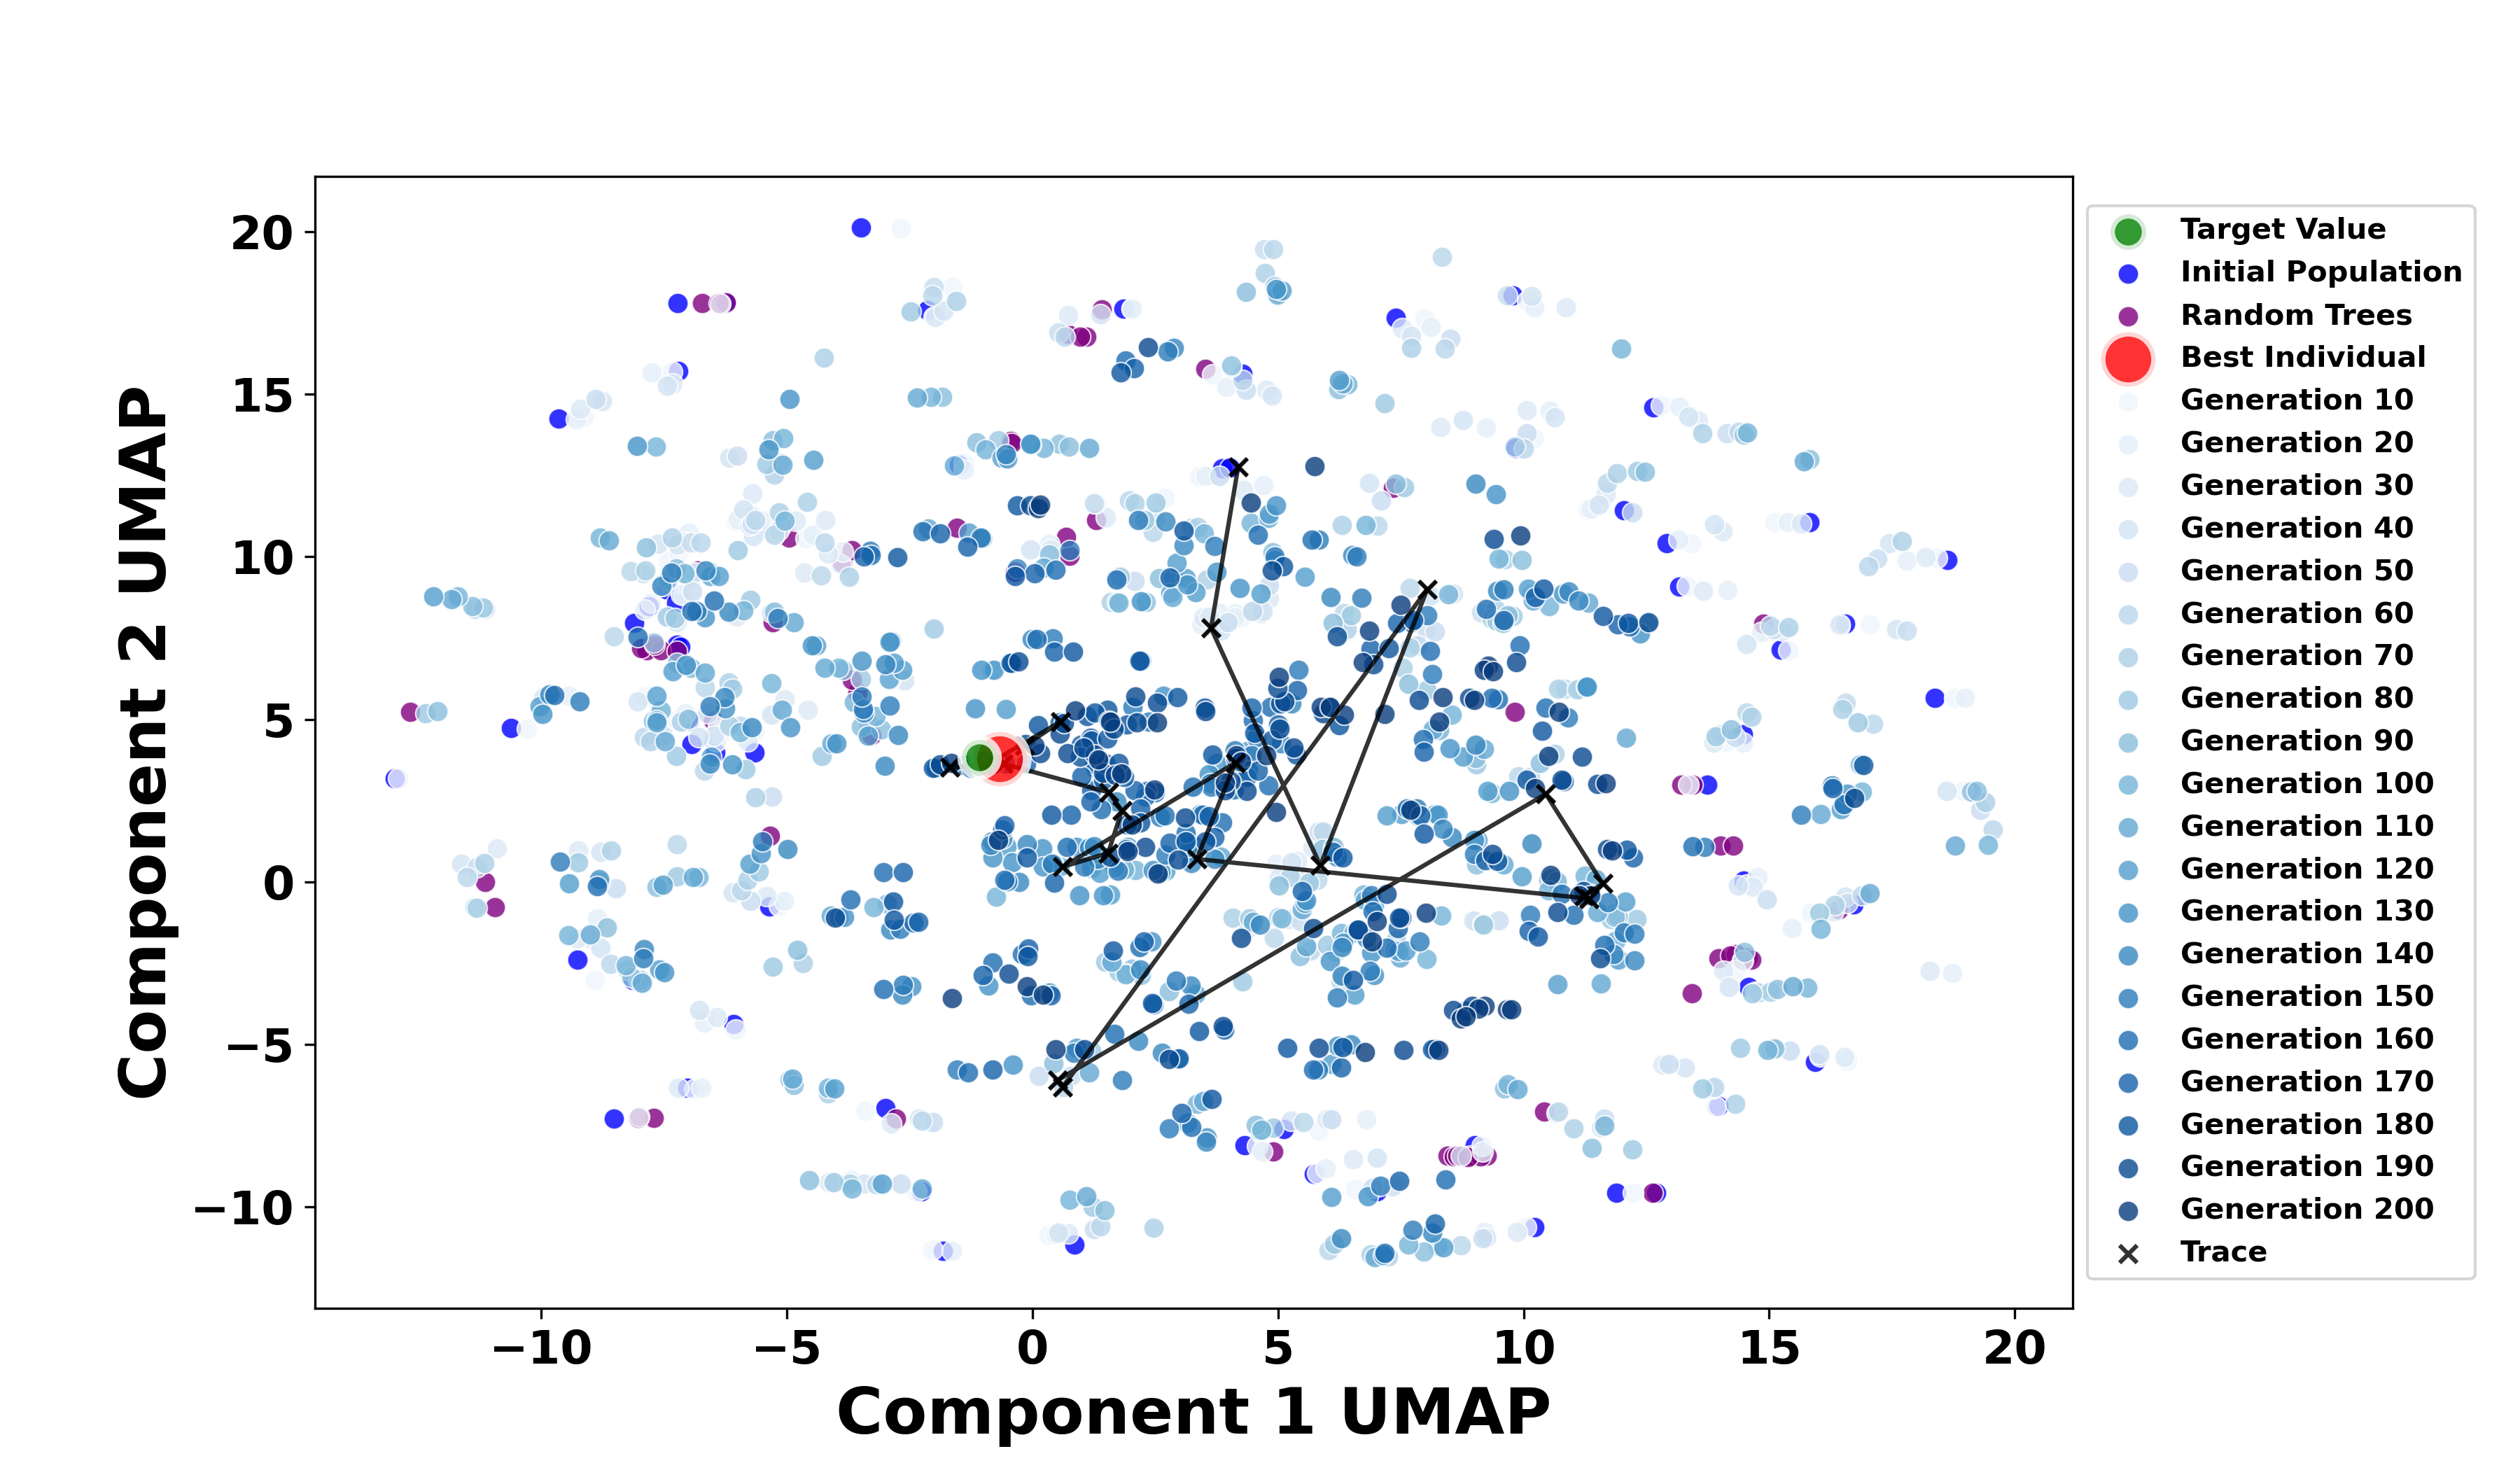 20
15
10
5
0
−5
−10
Component 2 UMAP
−10
−5
0
5
10
15
20
Component 1 UMAP
Target Value
Initial Population
Random Trees
Best Individual
Generation 10
Generation 20
Generation 30
Generation 40
Generation 50
Generation 60
Generation 70
Generation 80
Generation 90
Generation 100
Generation 110
Generation 120
Generation 130
Generation 140
Generation 150
Generation 160
Generation 170
Generation 180
Generation 190
Generation 200
Trace